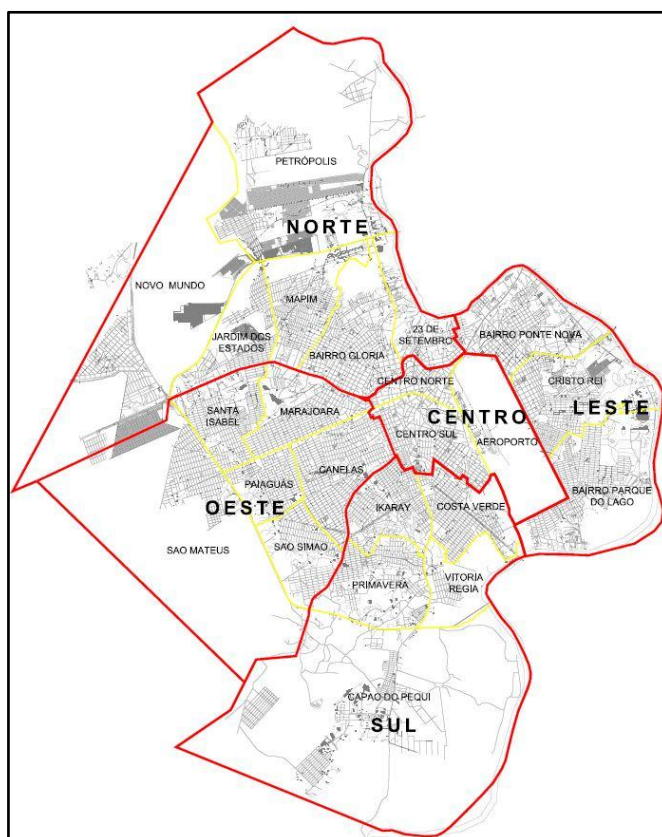 PETRÓPOLIS
NORTE
NOVO MUNDO
MAPIM
JARDIM DOS
ESTADOS
BAIRRO GLORIA
23 DE
SETEMBRO
BAIRRO PONTE NOVA
CENTRO NORTE
CRISTO REI
SANTA
ISABEL
MARAJOARA
CENTRO
LESTE
CENTRO SUL
AEROPORTO
CANELAS
PAIAGUÁS
BAIRRO PARQUE
DO LAGO
OESTE
IKARAY
COSTA VERDE
SAO MATEUS
SAO SIMAO
PRIMAVERA
VITORIA
REGIA
CAPAO DO PEQUI
SUL